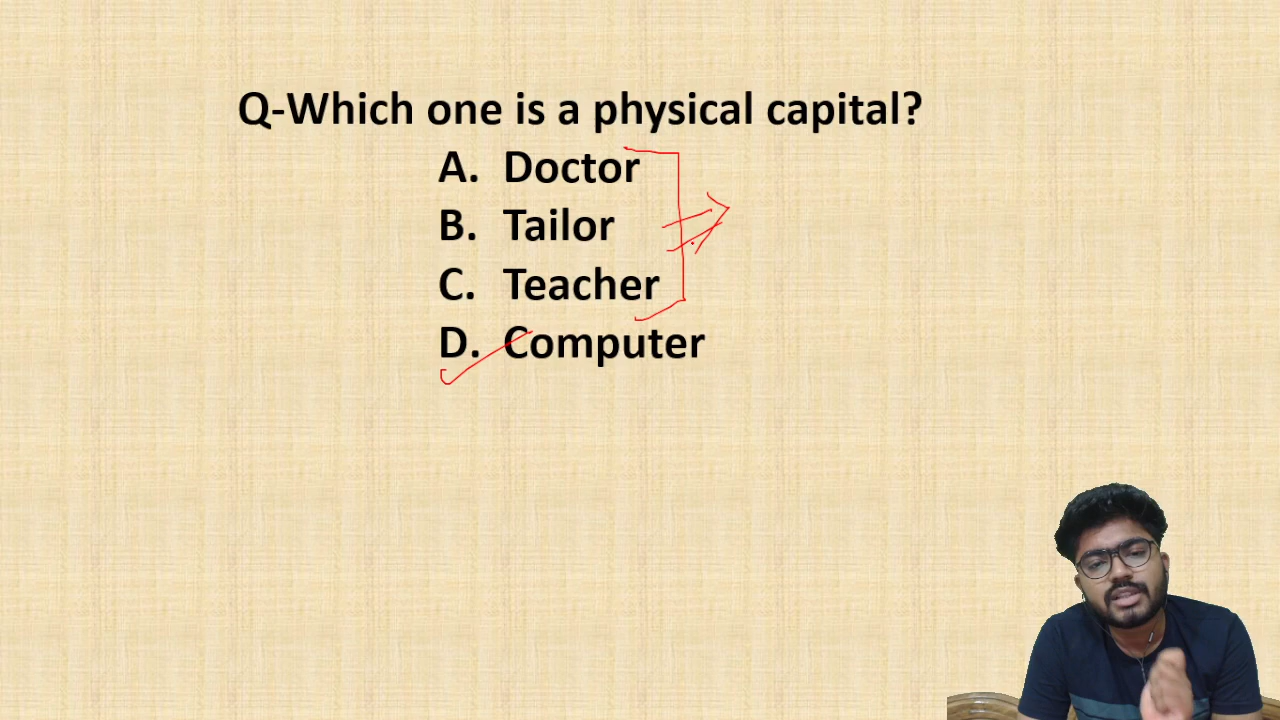 Q-Which one is a physical capital?
A. Doctor
B. Tailor
C. Teacher
D. Computer